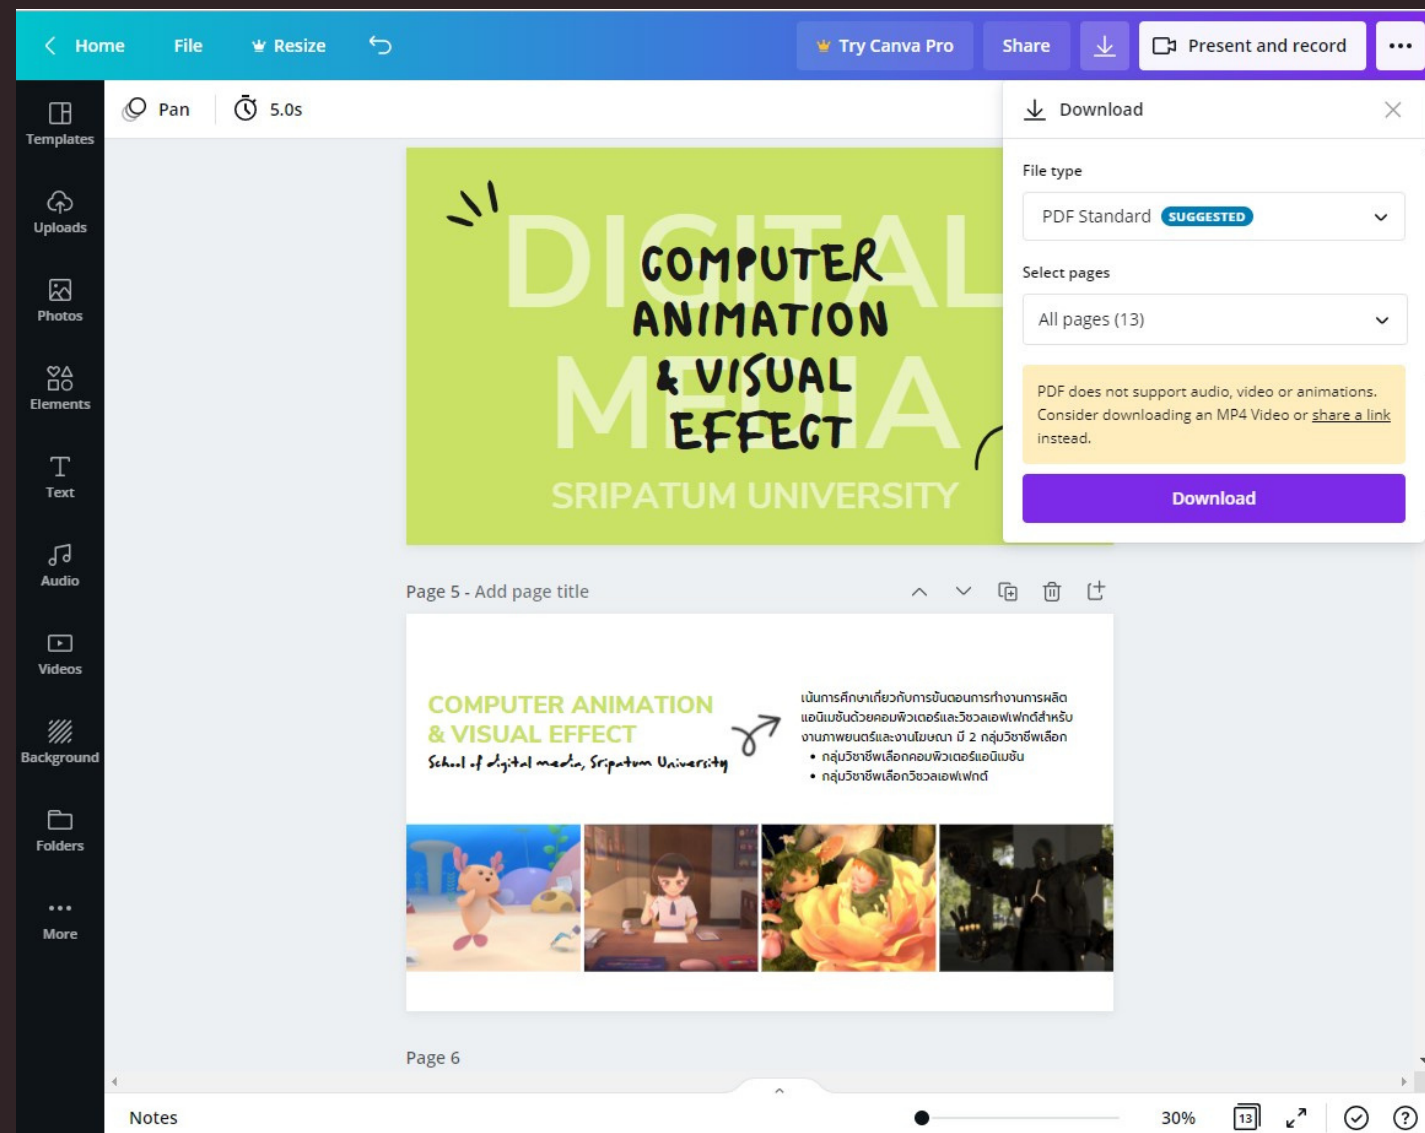 Home File Resize Try Canva Pro Share Present and record
Templates
Uploads
Photos
Elements
Text
Audio
Videos
Background
Folders
More
Pan 5.0s
DIGITAL
MEDIA
COMPUTER
ANIMATION
& VISUAL
EFFECT
SRIPATUM UNIVERSITY
Download
File type
PDF Standard SUGGESTED
Select pages
All pages (13)
PDF does not support audio, video or animations.
Consider downloading an MP4 Video or share a link
instead.
Download
Page 5 - Add page title
COMPUTER ANIMATION
& VISUAL EFFECT
School of digital media, Sripatum University
เน้นการศึกษาเกี่ยวกับการขั้นตอนการทำงานการผลิต
แอนิเมชันด้วยคอมพิวเตอร์และวิชวลเอฟเฟกต์สำหรับ
งานภาพยนตร์และงานโฆษณา มี 2 กลุ่มวิชาชีพเลือก
• กลุ่มวิชาชีพเลือกคอมพิวเตอร์แอนิเมชัน
• กลุ่มวิชาชีพเลือกวิชวลเอฟเฟกต์
Page 6
Notes 30% 13